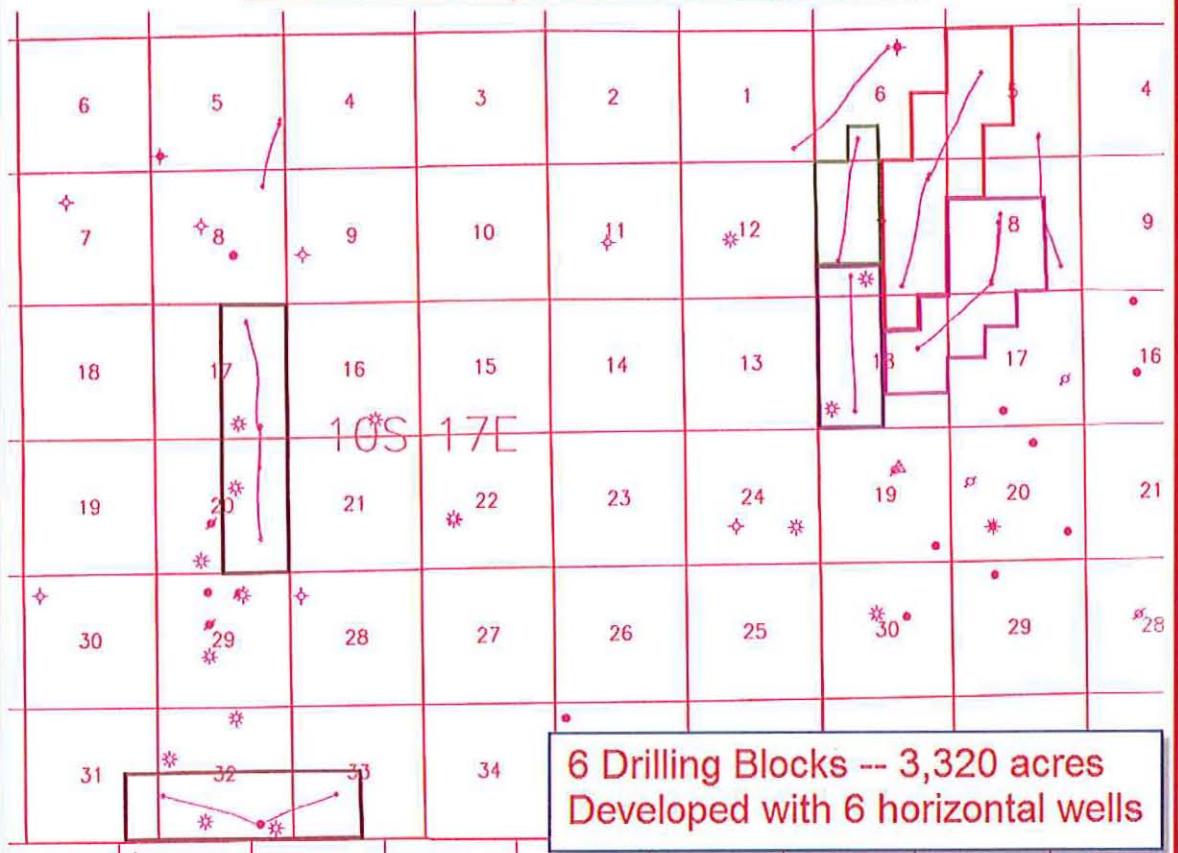 6 5 4 3 2 1 6 5 4
7 8 9 10 11 12 8 9
18 17 16 15 14 13 18 17 16
10S 17E
19 20 21 22 23 24 19 20 21
30 29 28 27 26 25 30 29 28
31 32 33 34
6 Drilling Blocks -- 3,320 acres
Developed with 6 horizontal wells